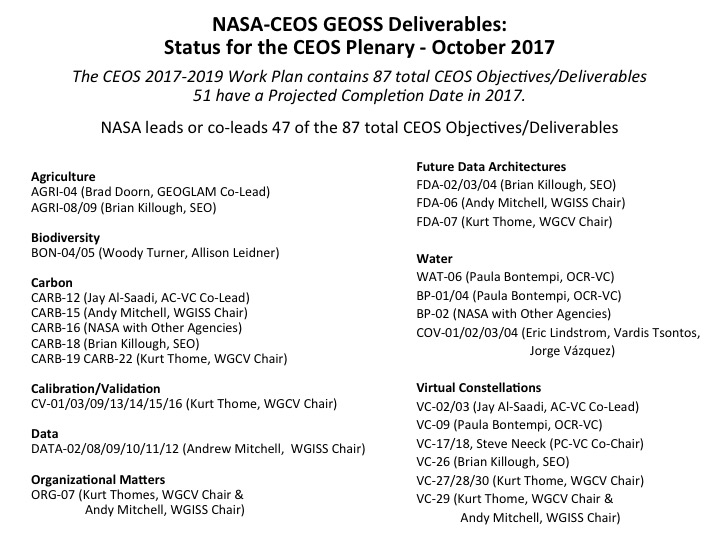 NASA-CEOS GEOSS Deliverables:
Status for the CEOS Plenary - October 2017
The CEOS 2017-2019 Work Plan contains 87 total CEOS Objectives/Deliverables
51 have a Projected Completion Date in 2017.
NASA leads or co-leads 47 of the 87 total CEOS Objectives/Deliverables
Agriculture
AGRI-04 (Brad Doorn, GEOGLAM Co-Lead)
AGRI-08/09 (Brian Killough, SEO)
Biodiversity
BON-04/05 (Woody Turner, Allison Leidner)
Carbon
CARB-12 (Jay Al-Saadi, AC-VC Co-Lead)
CARB-15 (Andy Mitchell, WGISS Chair)
CARB-16 (NASA with Other Agencies)
CARB-18 (Brian Killough, SEO)
CARB-19 CARB-22 (Kurt Thome, WGCV Chair)
Calibration/Validation
CV-01/03/09/13/14/15/16 (Kurt Thome, WGCV Chair)
Data
DATA-02/08/09/10/11/12 (Andrew Mitchell,  WGISS Chair)
Organizational Matters
ORG-07 (Kurt Thomes, WGCV Chair &
Andy Mitchell, WGISS Chair)
Future Data Architectures
FDA-02/03/04 (Brian Killough, SEO)
FDA-06 (Andy Mitchell, WGISS Chair)
FDA-07 (Kurt Thome, WGCV Chair)
Water
WAT-06 (Paula Bontempi, OCR-VC)
BP-01/04 (Paula Bontempi, OCR-VC)
BP-02 (NASA with Other Agencies)
COV-01/02/03/04 (Eric Lindstrom, Vardis Tsontos,
Jorge Vázquez)
Virtual Constellations
VC-02/03 (Jay Al-Saadi, AC-VC Co-Lead)
VC-09 (Paula Bontempi, OCR-VC)
VC-17/18, Steve Neeck (PC-VC Co-Chair)
VC-26 (Brian Killough, SEO)
VC-27/28/30 (Kurt Thome, WGCV Chair)
VC-29 (Kurt Thome, WGCV Chair &
Andy Mitchell, WGISS Chair)